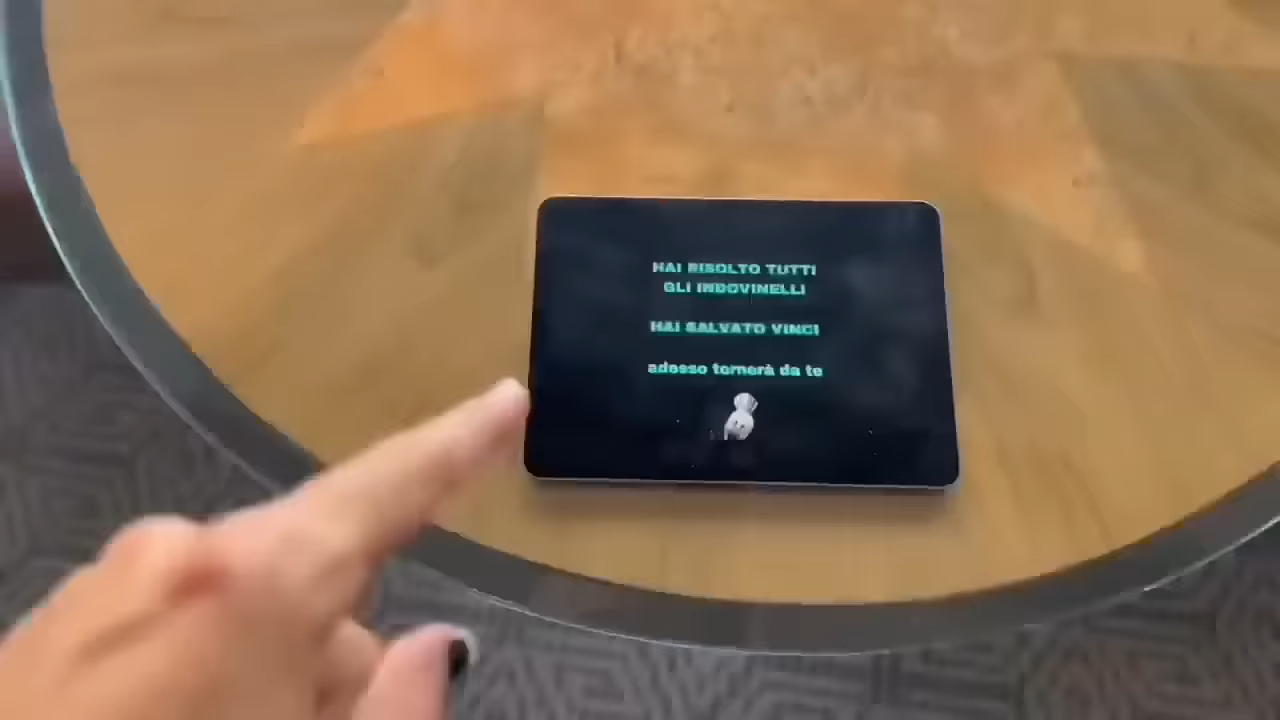 HAI RISOLTO TUTTI
GLI INDOVINELLI
HAI SALVATO VINCI
adesso tornerà da te